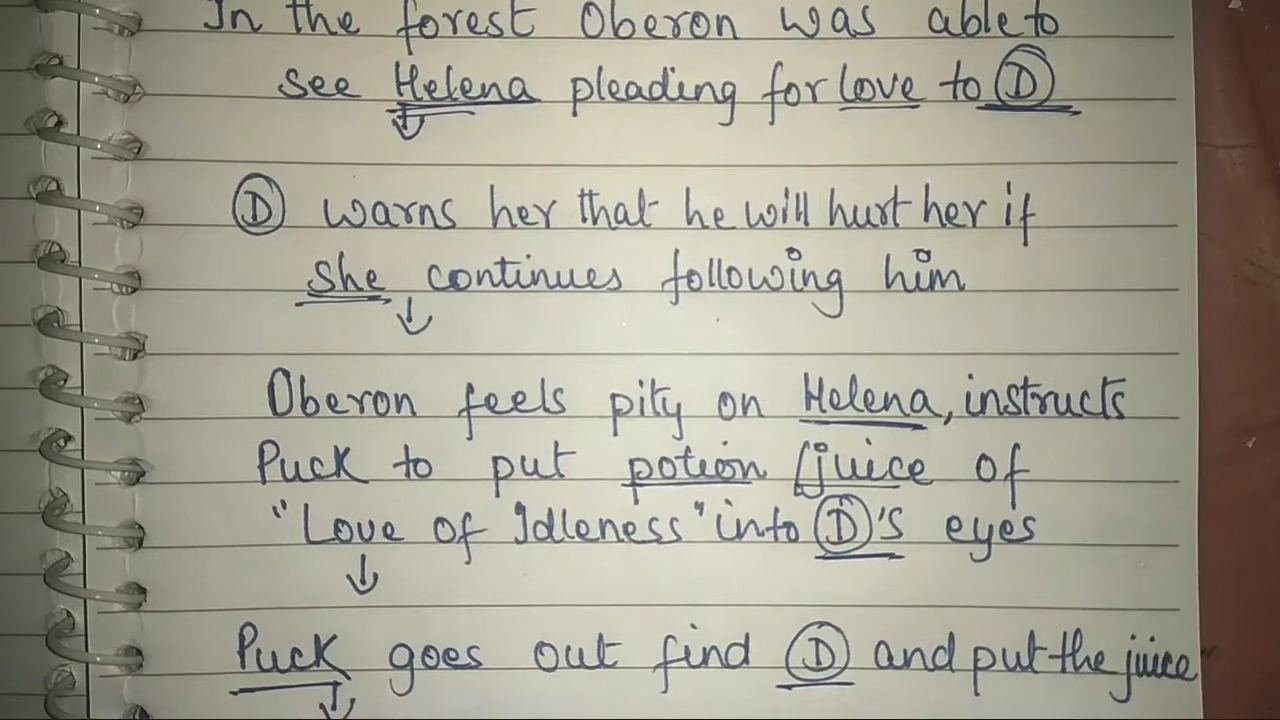 In the forest Oberon was able to
see Helena pleading for love to D
D warns her that he will hurt her if
she continues following him
Oberon feels pity on Helena, instructs
Puck to put potion (juice of
"Love of Idleness" into D's eyes
Puck goes out find D and put the juice